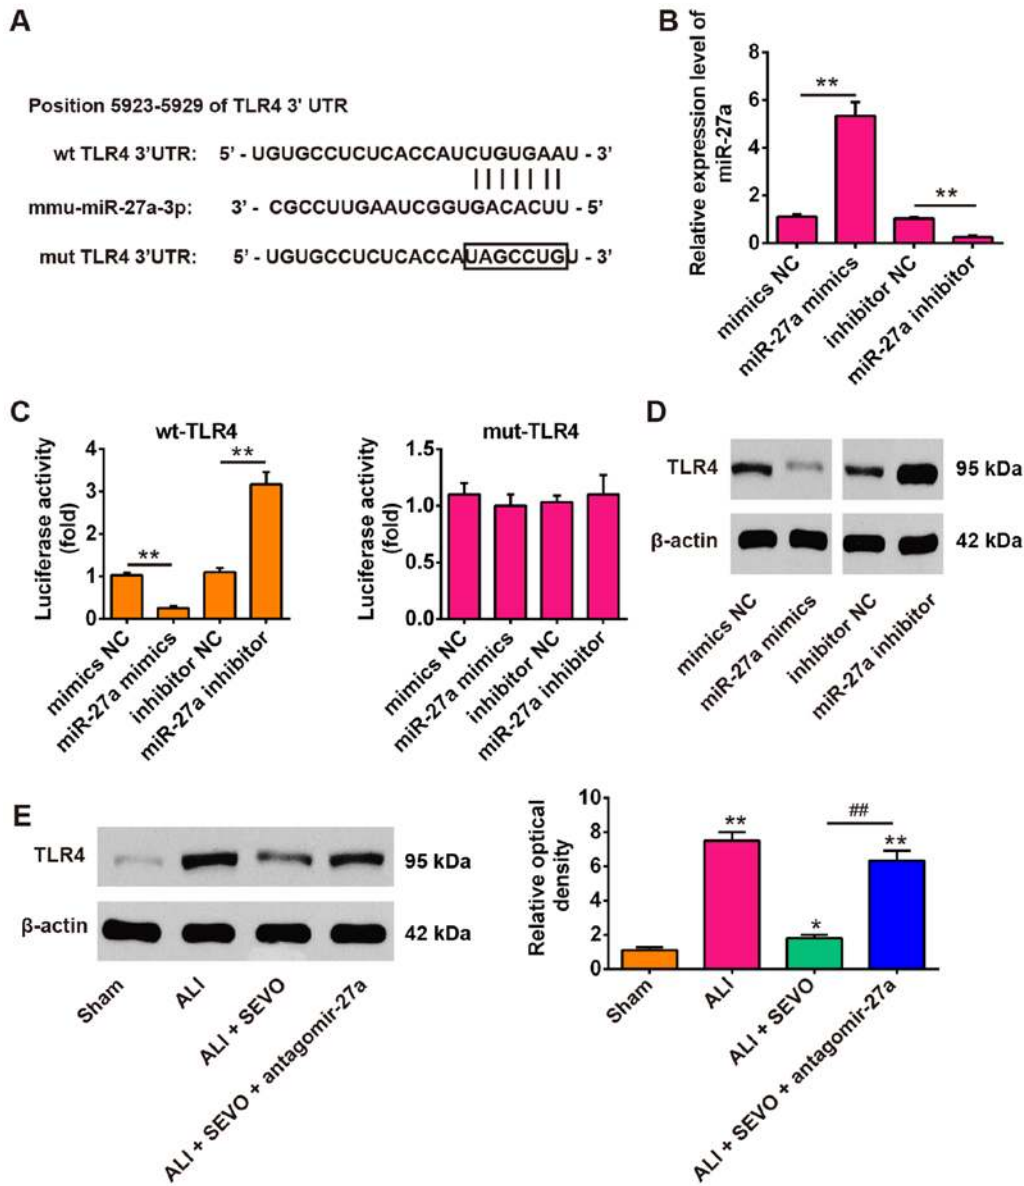 A
Position 5923-5929 of TLR4 3' UTR
wt TLR4 3'UTR: 5' - UGUGCCUCUCACCAUCUGUGAAU - 3'
mmu-miR-27a-3p: 3' - CGCCUUGAAUCGGUGACACUU - 5'
mut TLR4 3'UTR: 5' - UGUGCCUCUCACCAUAGCCUGU - 3'
B
Relative expression level of
miR-27a
8
6
4
2
0
**
**
mimics NC
miR-27a mimics
inhibitor NC
miR-27a inhibitor
C
wt-TLR4
Luciferase activity
(fold)
4
3
2
1
0
**
**
mimics NC
miR-27a mimics
inhibitor NC
miR-27a inhibitor
mut-TLR4
Luciferase activity
(fold)
1.5
1.0
0.5
0.0
mimics NC
miR-27a mimics
inhibitor NC
miR-27a inhibitor
D
TLR4
95 kDa
β-actin
42 kDa
mimics NC
miR-27a mimics
inhibitor NC
miR-27a inhibitor
E
TLR4
95 kDa
β-actin
42 kDa
Sham
ALI
ALI + SEVO
ALI + SEVO + antagomir-27a
Relative optical
density
10
8
6
4
2
0
**
*
##
**
Sham
ALI
ALI + SEVO
ALI + SEVO + antagomir-27a